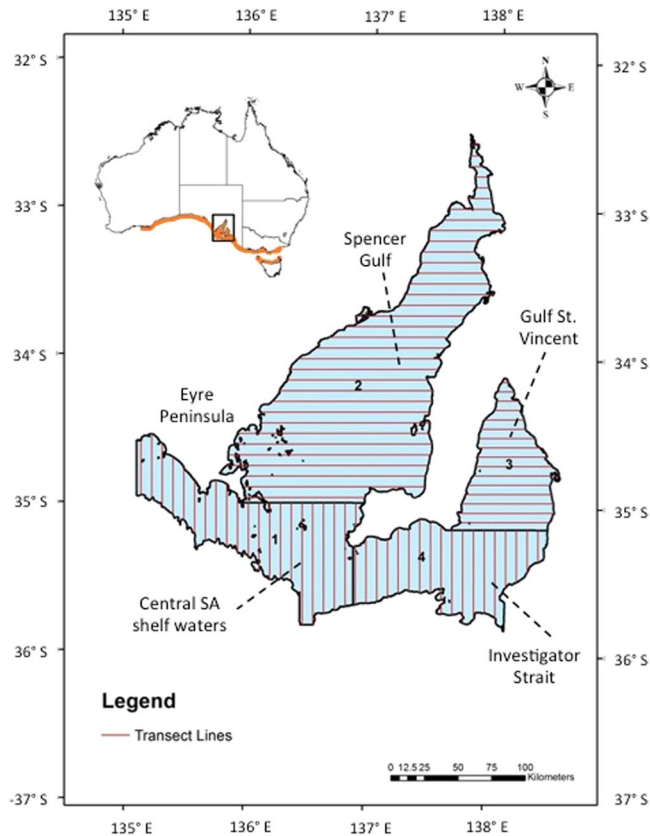 135° E 136° E 137° E 138° E
32° S 32° S
N
W E
S
33° S 33° S
Spencer
Gulf
Gulf St.
Vincent
34° S 34° S
2
Eyre
Peninsula
3
35° S 35° S
1
4
Central SA
shelf waters
Investigator
Strait
36° S 36° S
Legend
Transect Lines
0 12.5 25 50 75 100
Kilometers
-37° S 37° S
135° E 136° E 137° E 138° E